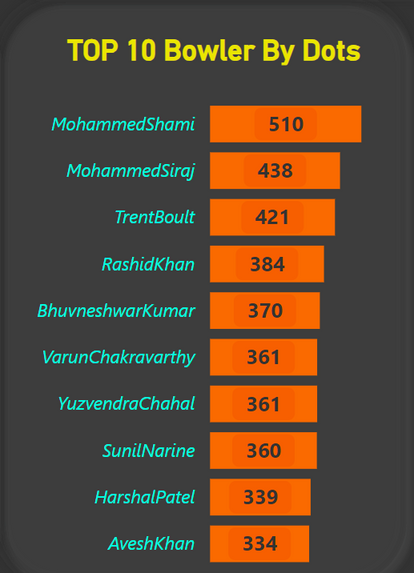 TOP 10 Bowler By Dots
MohammedShami 510
MohammedSiraj 438
TrentBoult 421
RashidKhan 384
BhuvneshwarKumar 370
VarunChakravarthy 361
YuzvendraChahal 361
SunilNarine 360
HarshalPatel 339
AveshKhan 334